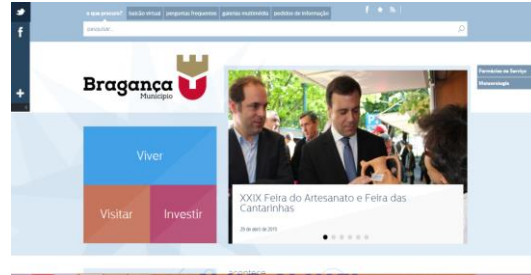 o que procura? balcão virtual perguntas frequentes galerias multimédia pedidos de informação
pesquisar...
Farmácias de Serviço
Meteorologia
Bragança
Município
Viver
Visitar Investir
XXIX Feira do Artesanato e Feira das
Cantarinhas
29 de abril de 2015
acontece